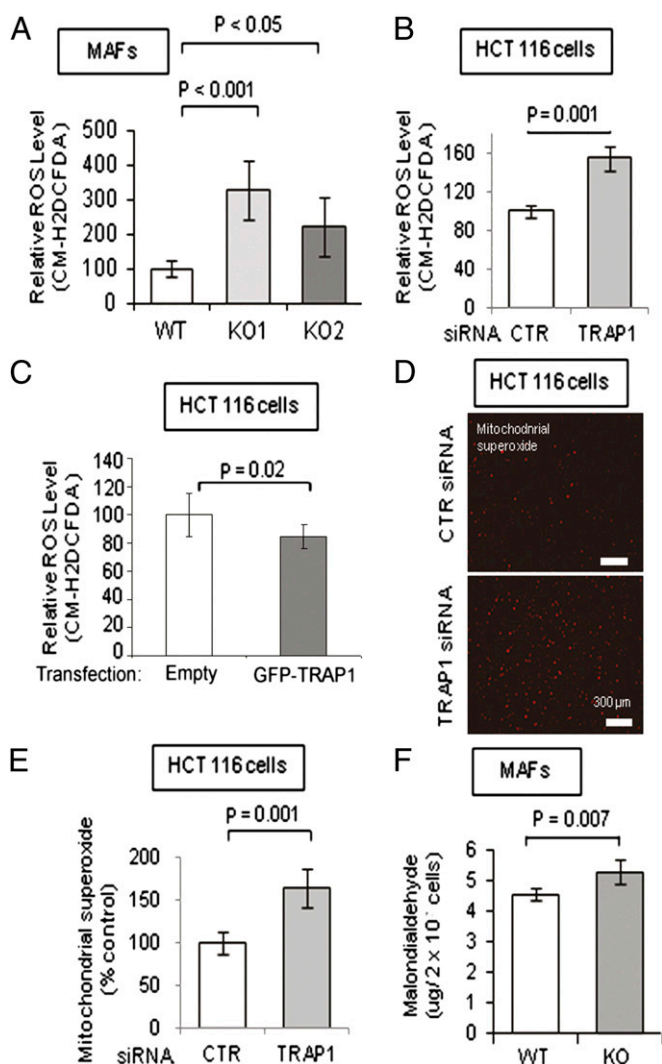 A
MAFs
P < 0.05
P < 0.001
Relative ROS Level
(CM-H2DCFDA)
500
400
300
200
100
0
WT KO1 KO2
B
HCT 116 cells
P = 0.001
Relative ROS Level
(CM-H2DCFDA)
160
120
80
40
0
siRNA CTR TRAP1
C
HCT 116 cells
P = 0.02
Relative ROS Level
(CM-H2DCFDA)
140
120
100
80
60
40
20
0
Transfection: Empty GFP-TRAP1
D
HCT 116 cells
CTR siRNA
Mitochodnrial
superoxide
TRAP1 siRNA
300 µm
E
HCT 116 cells
P = 0.001
Mitochondrial superoxide
(% control)
200
150
100
50
0
siRNA CTR TRAP1
F
MAFs
P = 0.007
Malondialdehyde
(ug/ 2 x 10 cells)
6
5
4
3
2
1
0
WT KO